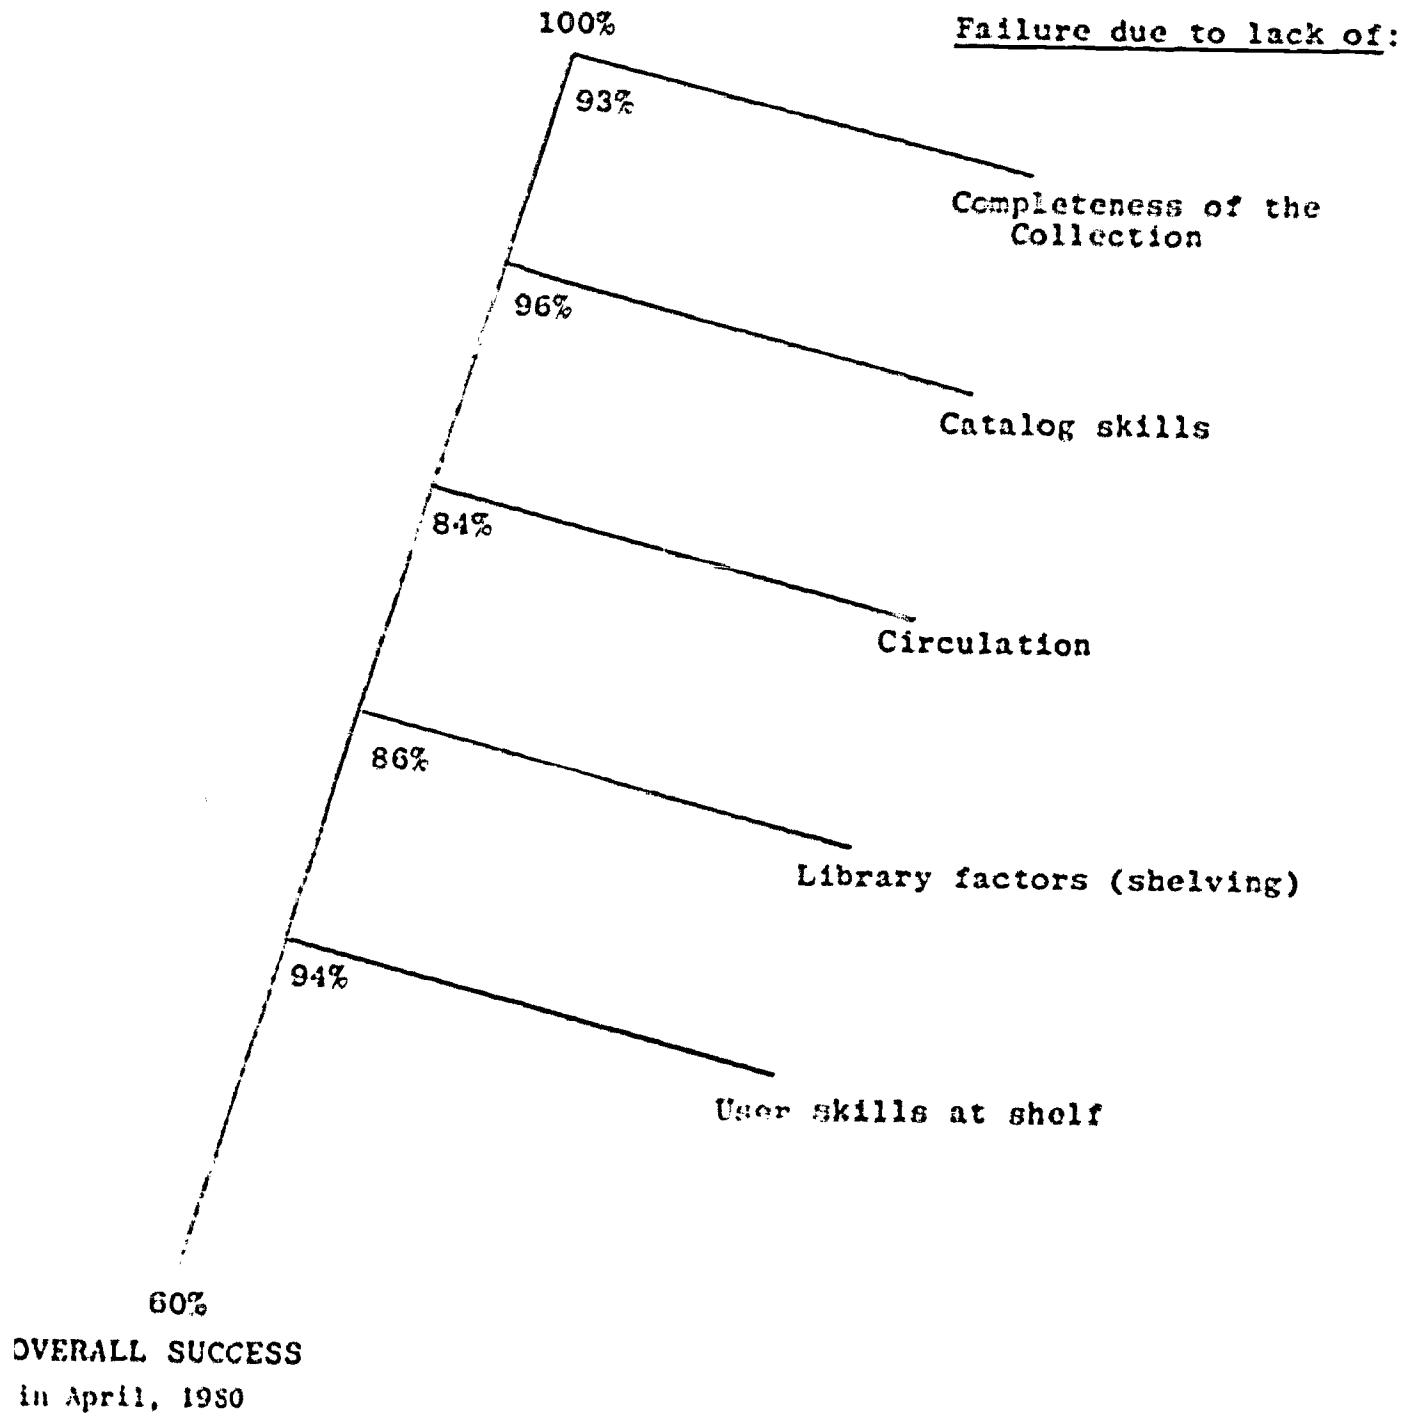 100%
Failure due to lack of:
93%
Completeness of the
Collection
96%
Catalog skills
84%
Circulation
86%
Library factors (shelving)
94%
User skills at shelf
60%
OVERALL SUCCESS
in April, 1980